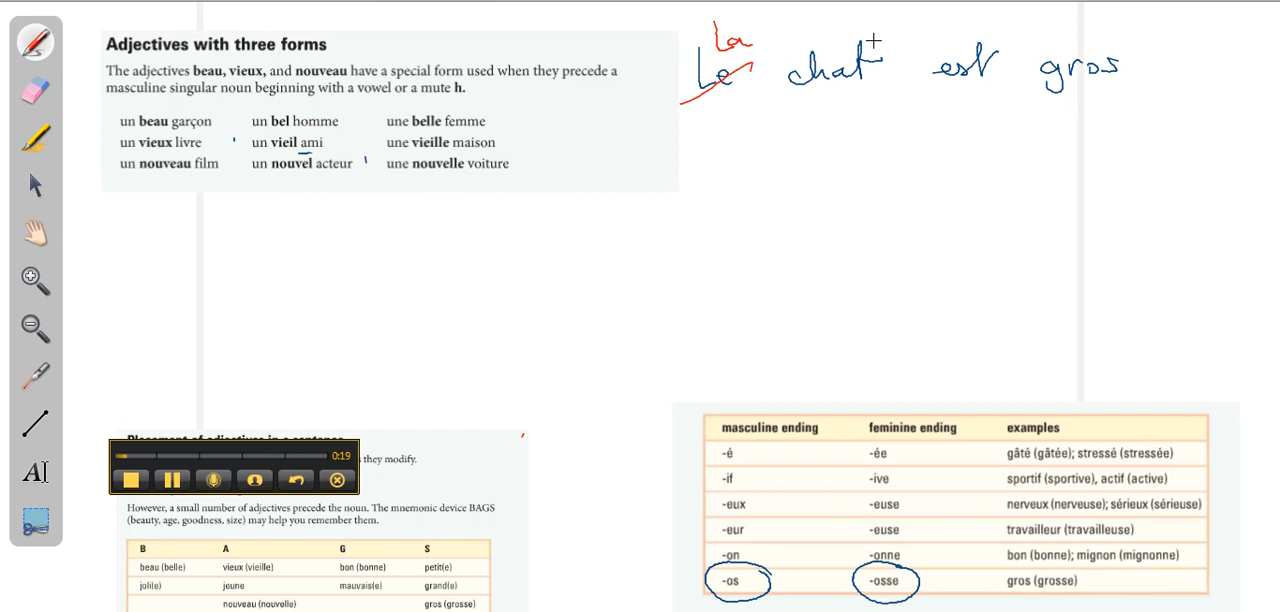 Adjectives with three forms
The adjectives beau, vieux, and nouveau have a special form used when they precede a
masculine singular noun beginning with a vowel or a mute h.
un beau garçon un bel homme une belle femme
un vieux livre un vieil ami une vieille maison
un nouveau film un nouvel acteur une nouvelle voiture
La
Le chat est gros
Placement of adjectives in a sentence
0:19
they modify.
However, a small number of adjectives precede the noun. The mnemonic device BAGS
(beauty, age, goodness, size) may help you remember them.
B A G S
beau (belle) vieux (vieille) bon (bonne) petit(e)
joli(e) jeune mauvais(e) grand(e)
nouveau (nouvelle) gros (grosse)
masculine ending feminine ending examples
-é -ée gâté (gâtée); stressé (stressée)
-if -ive sportif (sportive), actif (active)
-eux -euse nerveux (nerveuse); sérieux (sérieuse)
-eur -euse travailleur (travailleuse)
-on -onne bon (bonne); mignon (mignonne)
-os -osse gros (grosse)
A